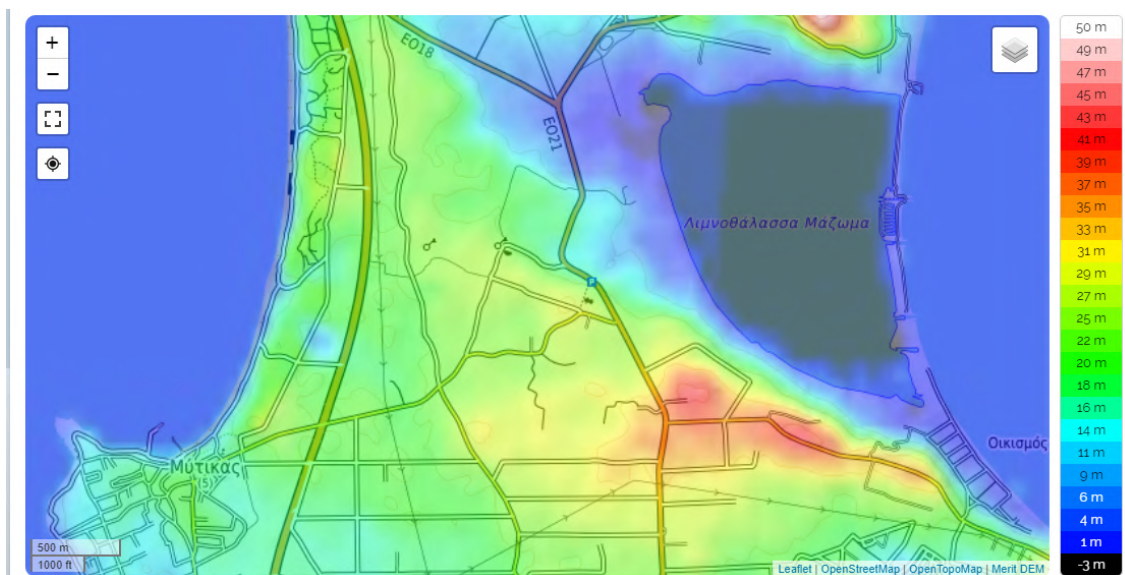 +
−
EO18
EO21
Λιμνοθάλασσα Μάζωμα
P
Μύτικας
(5)
Οικισμός
500 m
1000 ft
Leaflet | OpenStreetMap | OpenTopoMap | Merit DEM
50 m
49 m
47 m
45 m
43 m
41 m
39 m
37 m
35 m
33 m
31 m
29 m
27 m
25 m
22 m
20 m
18 m
16 m
14 m
11 m
9 m
6 m
4 m
1 m
-3 m